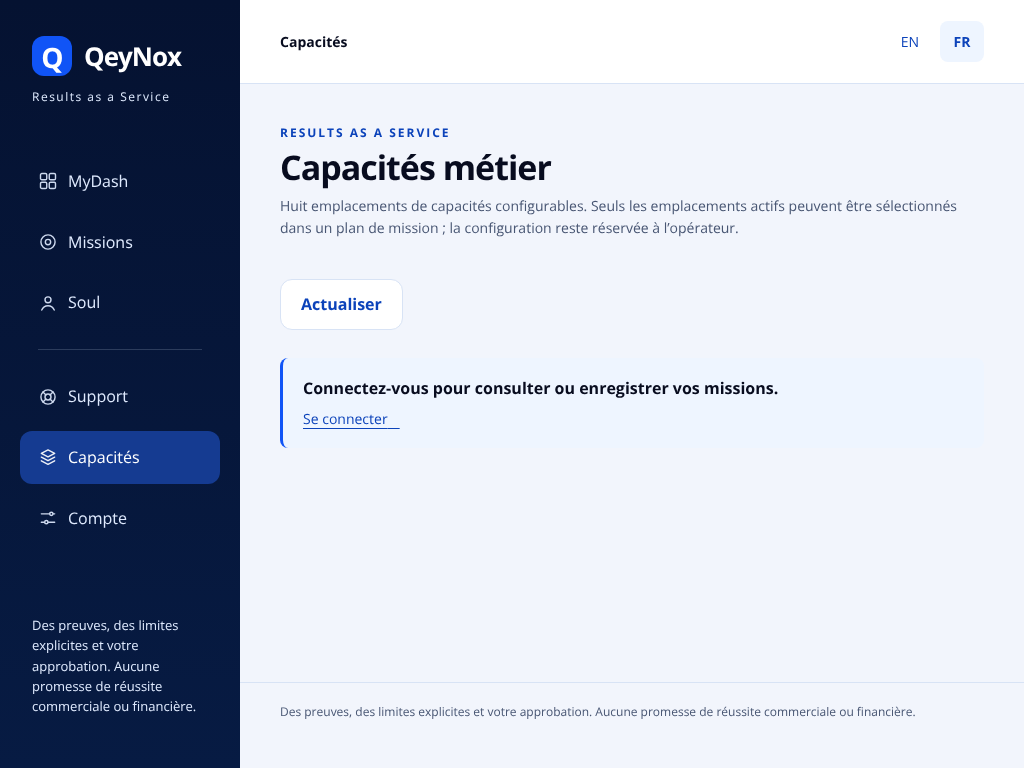 Q QeyNox
Results as a Service
MyDash
Missions
Soul
Support
Capacités
Compte
Des preuves, des limites
explicites et votre
approbation. Aucune
promesse de réussite
commerciale ou financière.
Capacités
EN
FR
RESULTS AS A SERVICE
Capacités métier
Huit emplacements de capacités configurables. Seuls les emplacements actifs peuvent être sélectionnés
dans un plan de mission ; la configuration reste réservée à l’opérateur.
Actualiser
Connectez-vous pour consulter ou enregistrer vos missions.
Se connecter
Des preuves, des limites explicites et votre approbation. Aucune promesse de réussite commerciale ou financière.